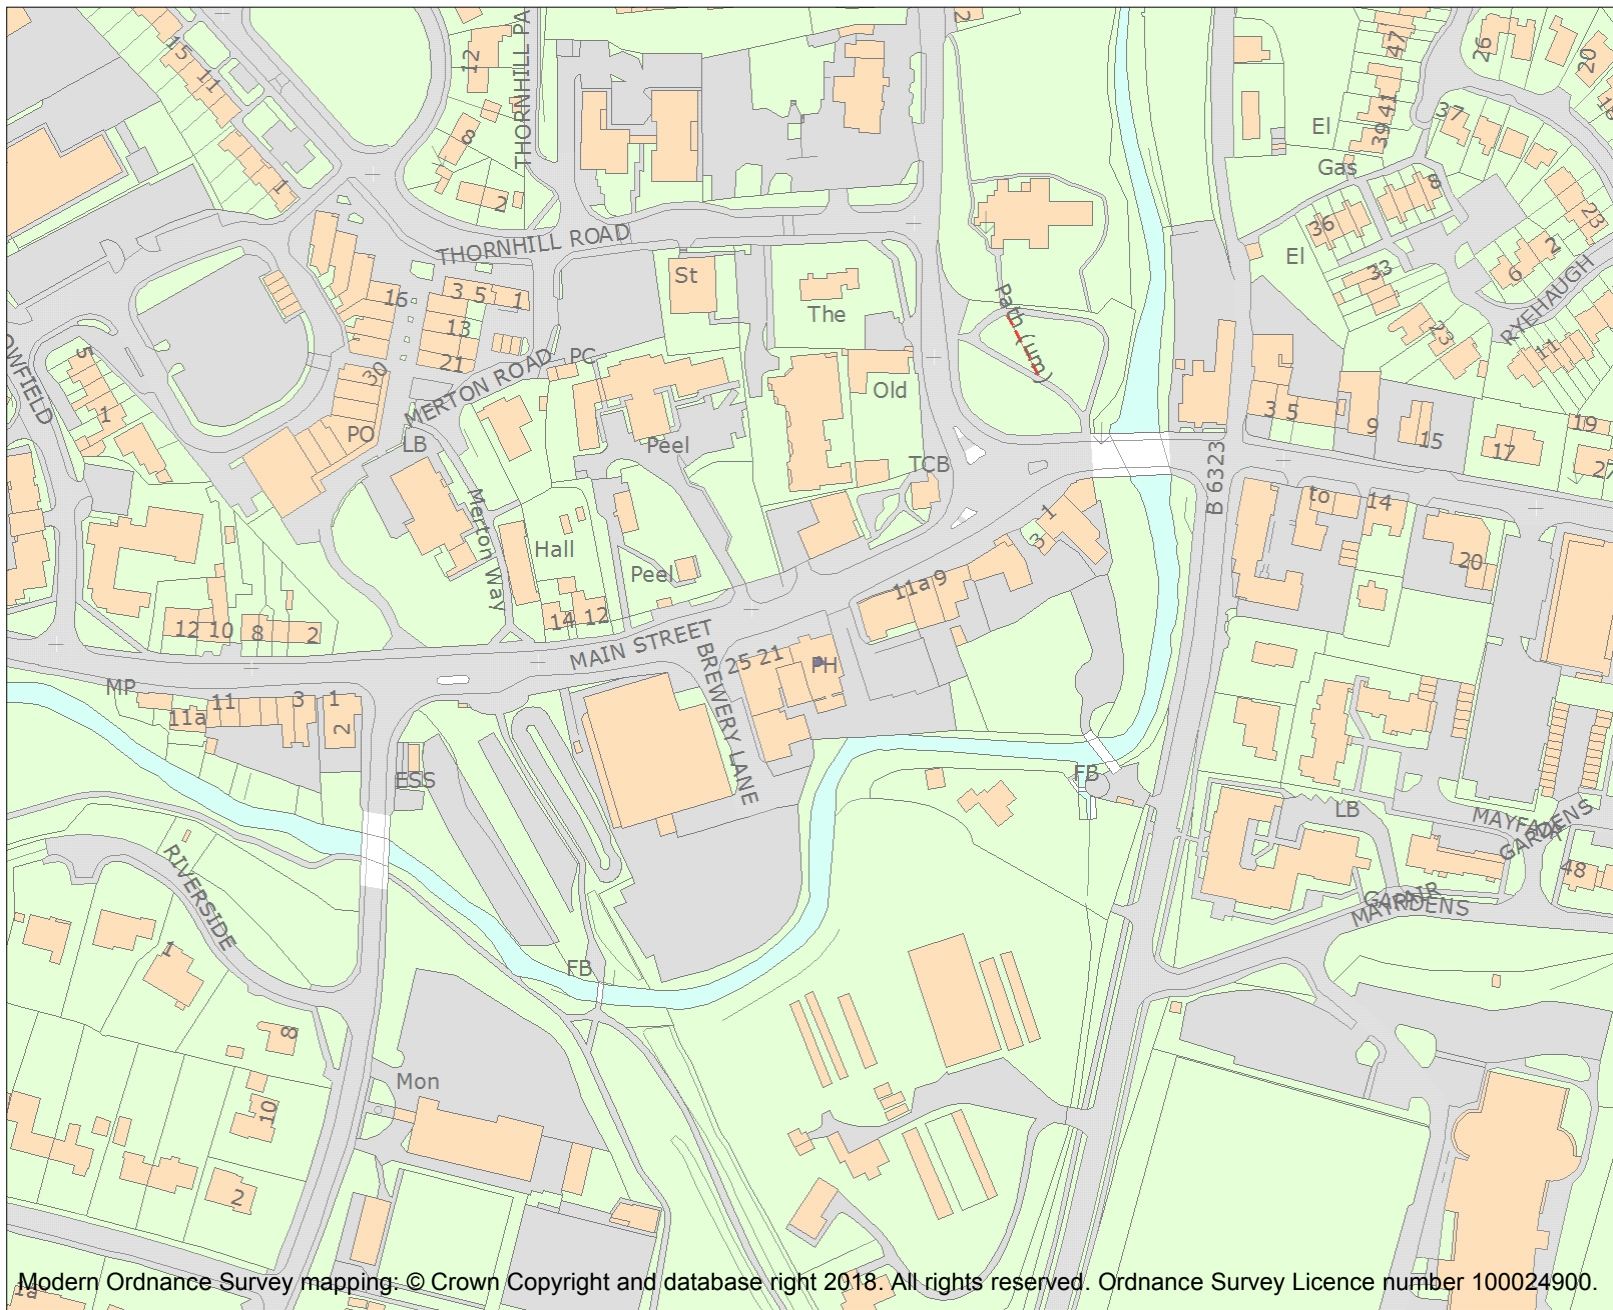 15
11
12
THORNHILL PA
2
47
26
20
8
El
41
39
37
1
2
Gas
8
THORNHILL ROAD
36
23
15
3 5 1
St
The
Path (um)
El
33
2
6
RYEHAUGH
13
OWFIELD
5
21
MERTON ROAD
PC
30
Old
23
11
1
PO
LB
Peel
TCB
3 5
9
15
17
19
27
B 6323
Merton Way
Hall
Peel
1
3
to
14
20
11a 9
14 12
12 10 8 2
MAIN STREET
BREWERY LANE
25 21
PH
MP
11a
11
3
1
2
ESS
FB
LB
MAYFAIR
GARDENS
48
GARDENS
MAYFAIR
RIVERSIDE
1
FB
8
Mon
10
2
1a
Modern Ordnance Survey mapping: © Crown Copyright and database right 2018. All rights reserved. Ordnance Survey Licence number 100024900.